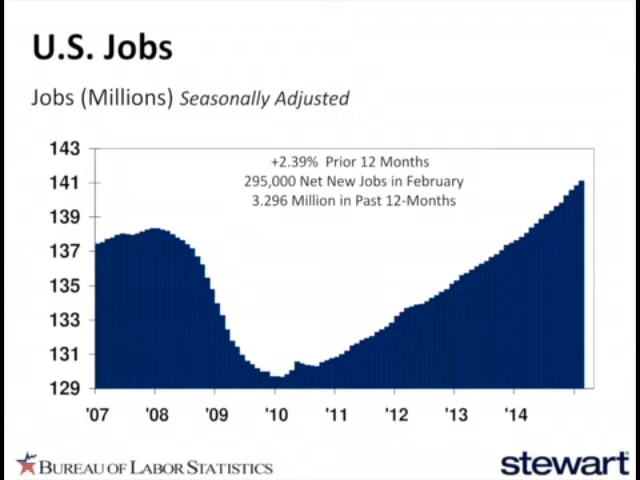 U.S. Jobs
Jobs (Millions) Seasonally Adjusted
+2.39% Prior 12 Months
295,000 Net New Jobs in February
3.296 Million in Past 12-Months
143
141
139
137
135
133
131
129
'07 '08 '09 '10 '11 '12 '13 '14
BUREAU OF LABOR STATISTICS
stewart